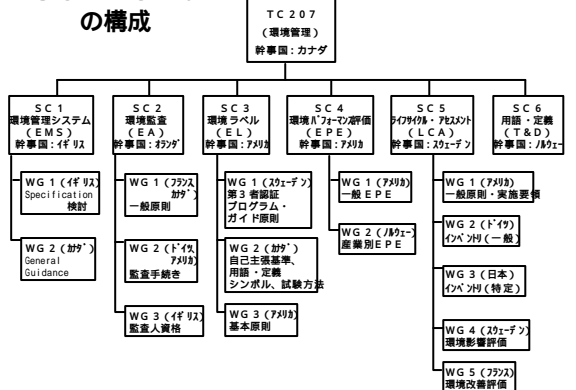 の構成
TC207
(環境管理)
幹事国:カナダ
SC1
環境管理システム
(EMS)
幹事国:イギリス
WG1(イギリス)
Specification
検討
WG2(カナダ)
General
Guidance
SC2
環境監査
(EA)
幹事国:オランダ
WG1(フランス
カナダ)
一般原則
WG2(ドイツ,
アメリカ)
監査手続き
WG3(イギリス)
監査人資格
SC3
環境ラベル
(EL)
幹事国:アメリカ
WG1(スウェーデン)
第3者認証
プログラム・
ガイド原則
WG2(カナダ)
自己主張基準、
用語・定義
シンボル、試験方法
WG3(アメリカ)
基本原則
SC4
環境パフォーマンス評価
(EPE)
幹事国:アメリカ
WG1(アメリカ)
一般EPE
WG2(ノルウェー)
産業別EPE
SC5
ライフサイクル・アセスメント
(LCA)
幹事国:スウェーデン
WG1(アメリカ)
一般原則・実施要領
WG2(ドイツ)
インベントリ(一般)
WG3(日本)
インベントリ(特定)
WG4(スウェーデン)
環境影響評価
WG5(フランス)
環境改善評価
SC6
用語・定義
(T&D)
幹事国:ノルウェー